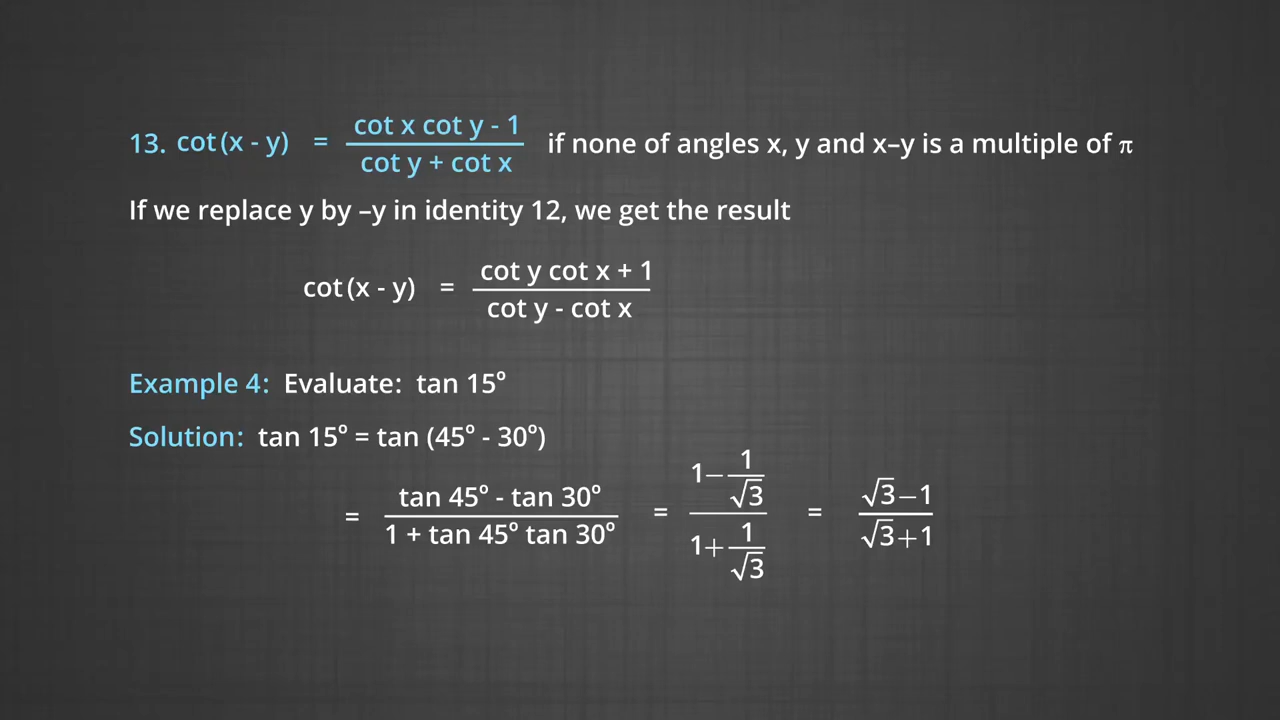 13. cot (x - y) = (cot x cot y - 1) / (cot y + cot x) if none of angles x, y and x–y is a multiple of π
If we replace y by –y in identity 12, we get the result
cot (x - y) = (cot y cot x + 1) / (cot y - cot x)
Example 4: Evaluate: tan 15°
Solution: tan 15° = tan (45° - 30°)
= (tan 45° - tan 30°) / (1 + tan 45° tan 30°) = (1 − 1/√3) / (1 + 1/√3) = (√3 − 1) / (√3 + 1)